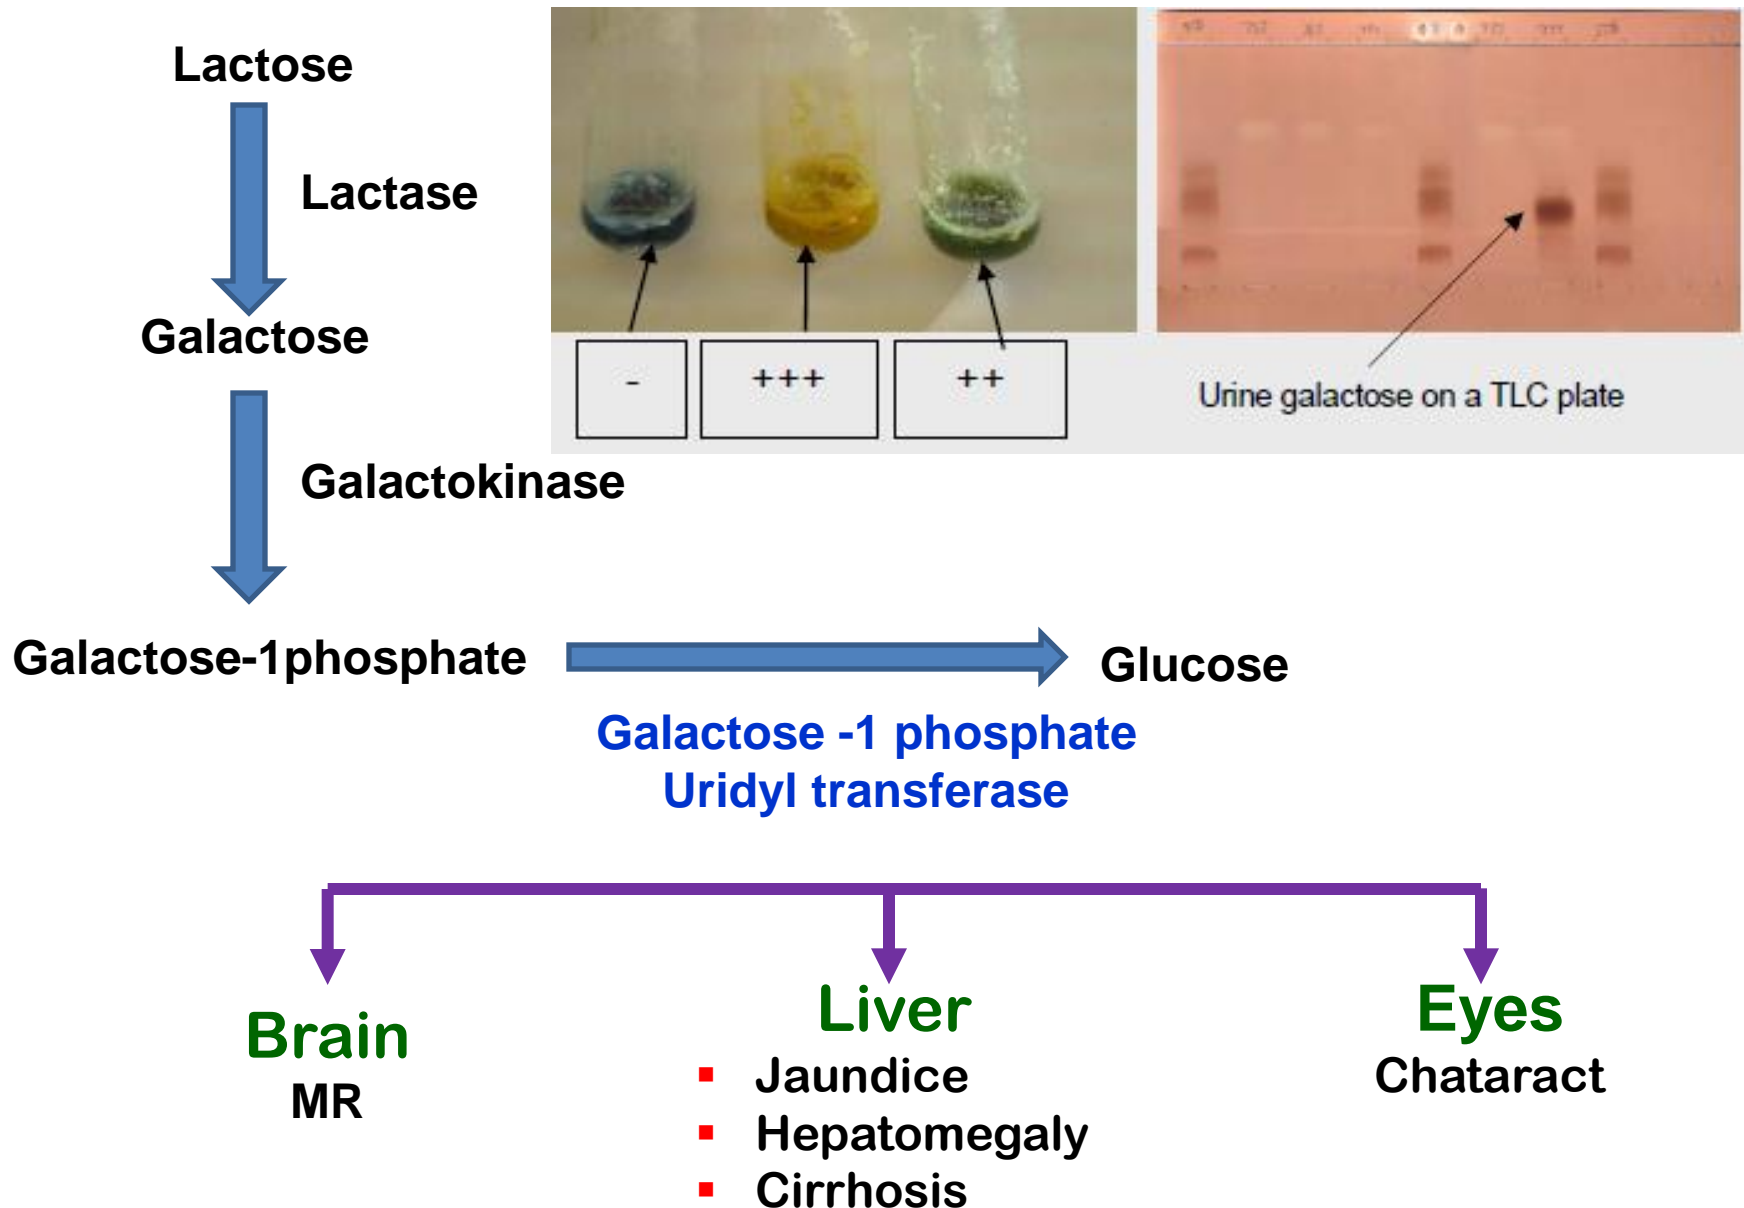 Lactose
Lactase
Galactose
Galactokinase
Galactose-1phosphate
Glucose
Galactose -1 phosphate
Uridyl transferase
-
+++
++
Urine galactose on a TLC plate
Brain
MR
Liver
▪ Jaundice
▪ Hepatomegaly
▪ Cirrhosis
Eyes
Chataract